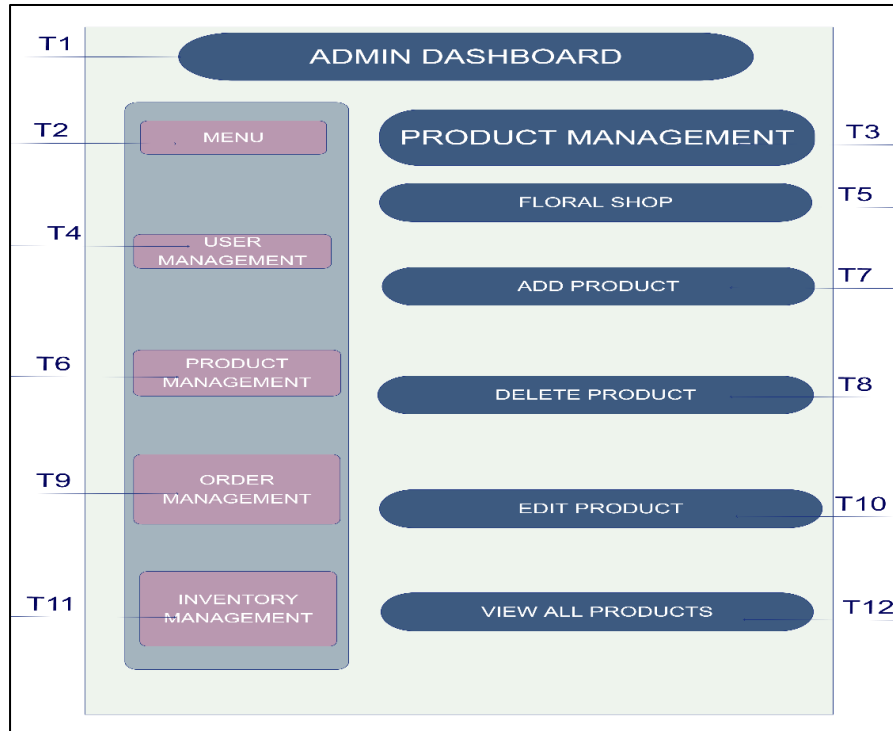 T1
ADMIN DASHBOARD
T2
MENU
PRODUCT MANAGEMENT
T3
FLORAL SHOP
T5
T4
USER
MANAGEMENT
ADD PRODUCT
T7
T6
PRODUCT
MANAGEMENT
DELETE PRODUCT
T8
T9
ORDER
MANAGEMENT
EDIT PRODUCT
T10
T11
INVENTORY
MANAGEMENT
VIEW ALL PRODUCTS
T12